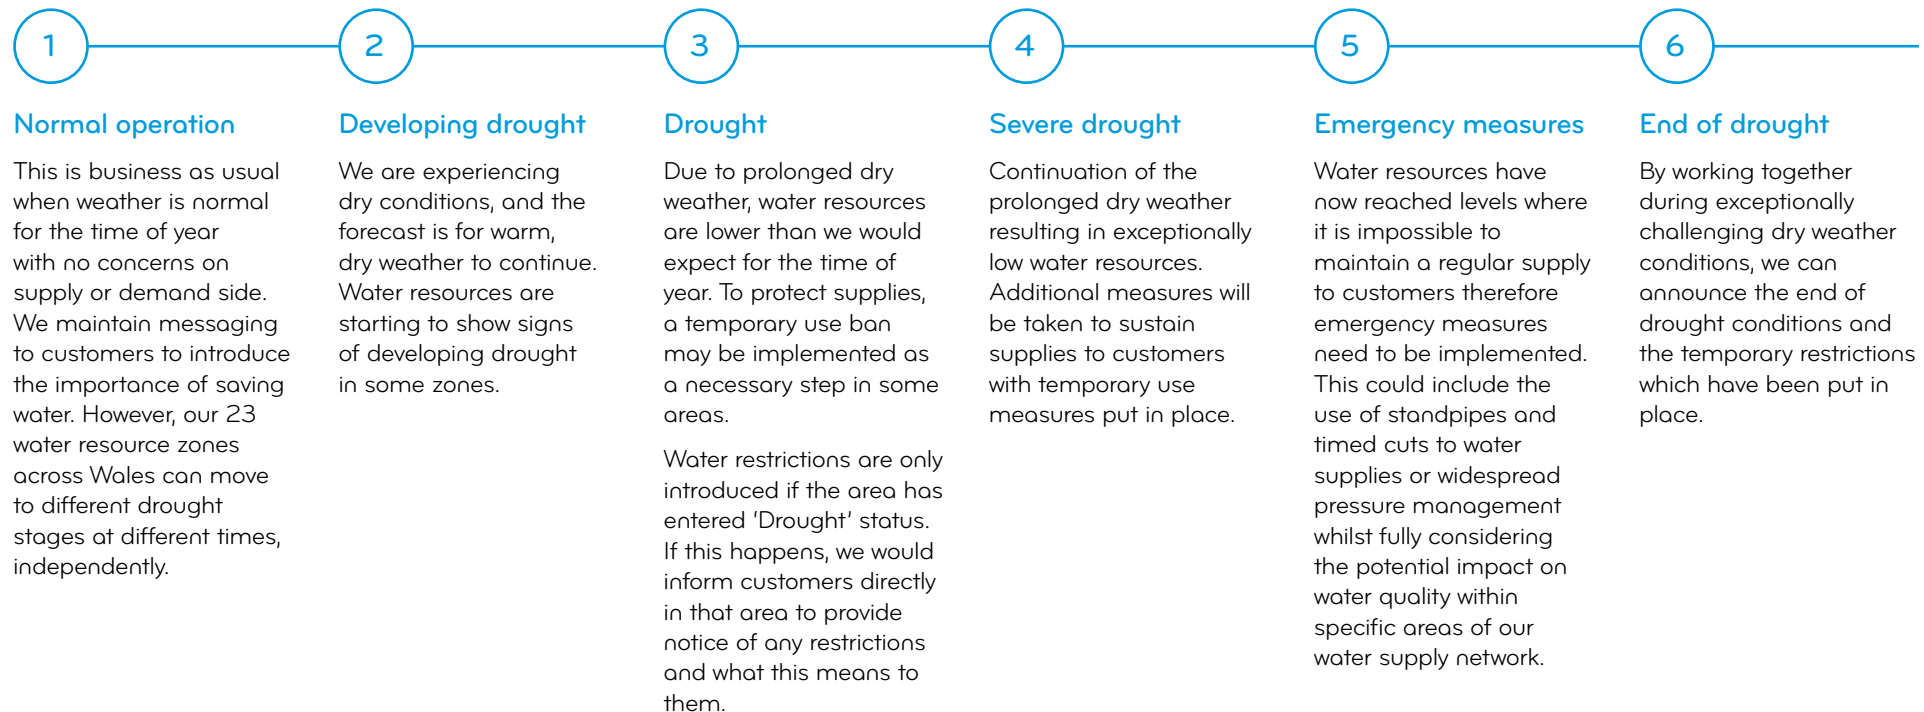 1
Normal operation
This is business as usual
when weather is normal
for the time of year
with no concerns on
supply or demand side.
We maintain messaging
to customers to introduce
the importance of saving
water. However, our 23
water resource zones
across Wales can move
to different drought
stages at different times,
independently.
2
Developing drought
We are experiencing
dry conditions, and the
forecast is for warm,
dry weather to continue.
Water resources are
starting to show signs
of developing drought
in some zones.
3
Drought
Due to prolonged dry
weather, water resources
are lower than we would
expect for the time of
year. To protect supplies,
a temporary use ban
may be implemented as
a necessary step in some
areas.
Water restrictions are only
introduced if the area has
entered ‘Drought’ status.
If this happens, we would
inform customers directly
in that area to provide
notice of any restrictions
and what this means to
them.
4
Severe drought
Continuation of the
prolonged dry weather
resulting in exceptionally
low water resources.
Additional measures will
be taken to sustain
supplies to customers
with temporary use
measures put in place.
5
Emergency measures
Water resources have
now reached levels where
it is impossible to
maintain a regular supply
to customers therefore
emergency measures
need to be implemented.
This could include the
use of standpipes and
timed cuts to water
supplies or widespread
pressure management
whilst fully considering
the potential impact on
water quality within
specific areas of our
water supply network.
6
End of drought
By working together
during exceptionally
challenging dry weather
conditions, we can
announce the end of
drought conditions and
the temporary restrictions
which have been put in
place.